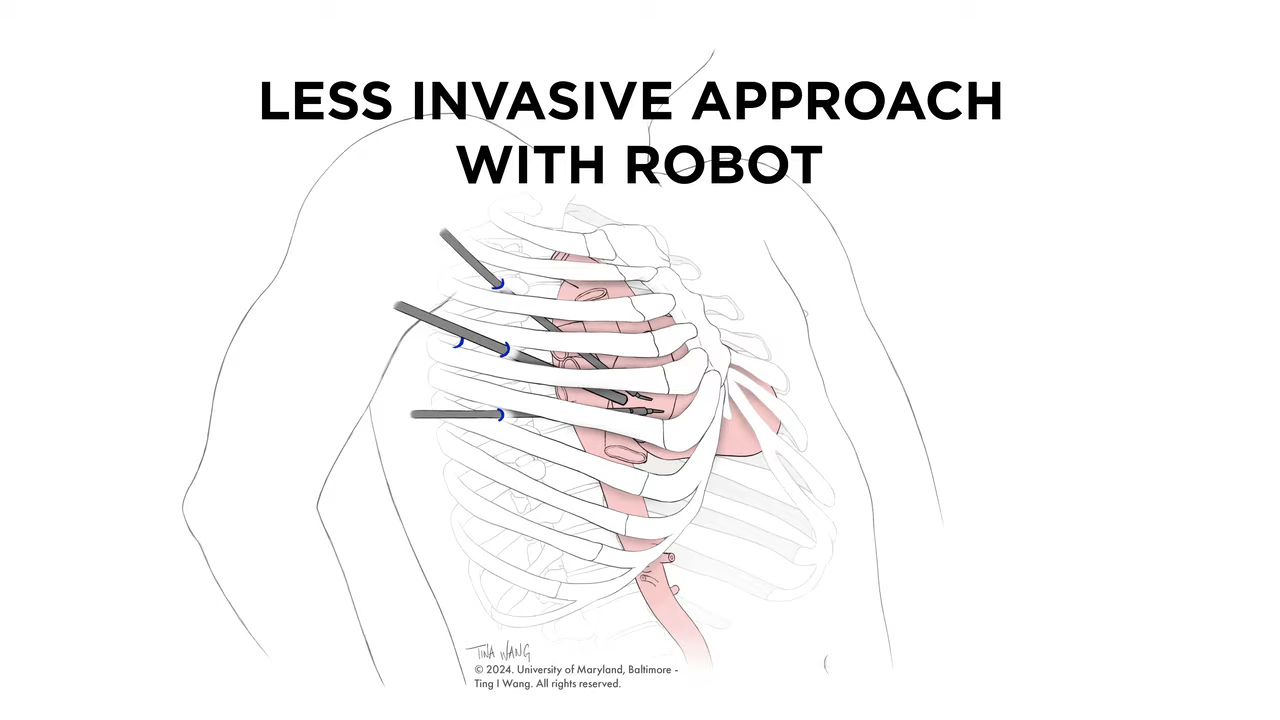 LESS INVASIVE APPROACH
WITH ROBOT
TINA WANG
© 2024. University of Maryland, Baltimore -
Ting I Wang. All rights reserved.